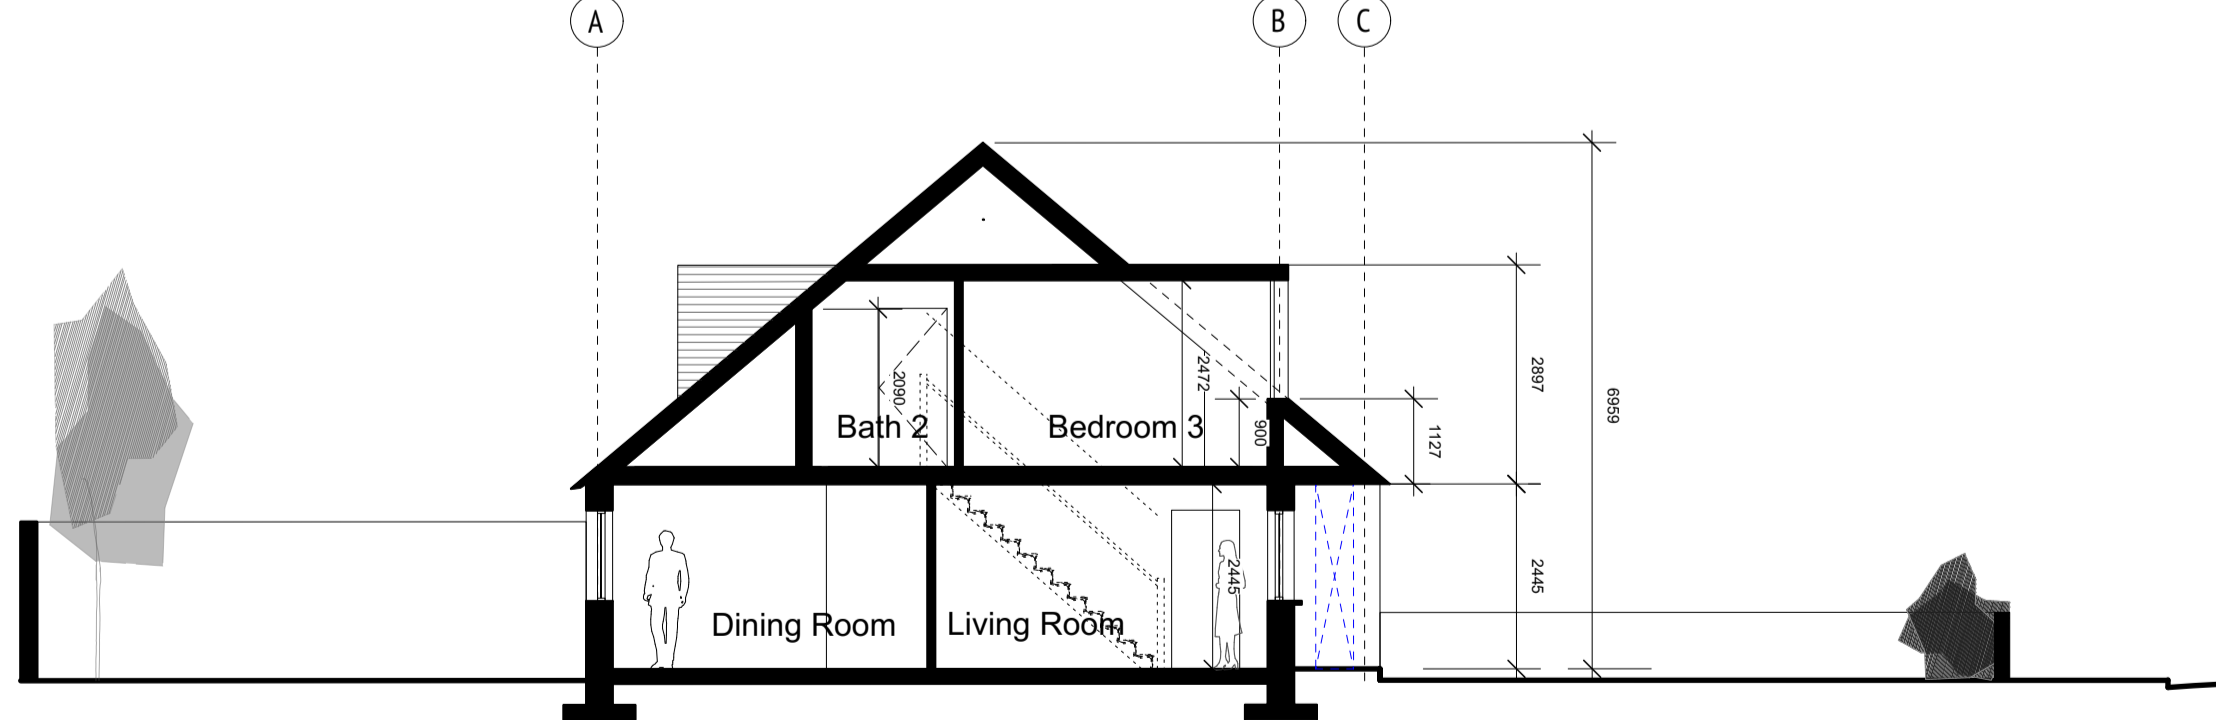 A
B
C
2897
6959
2472
2090
Bath 2
Bedroom 3
900
1127
2445
2445
Dining Room
Living Room